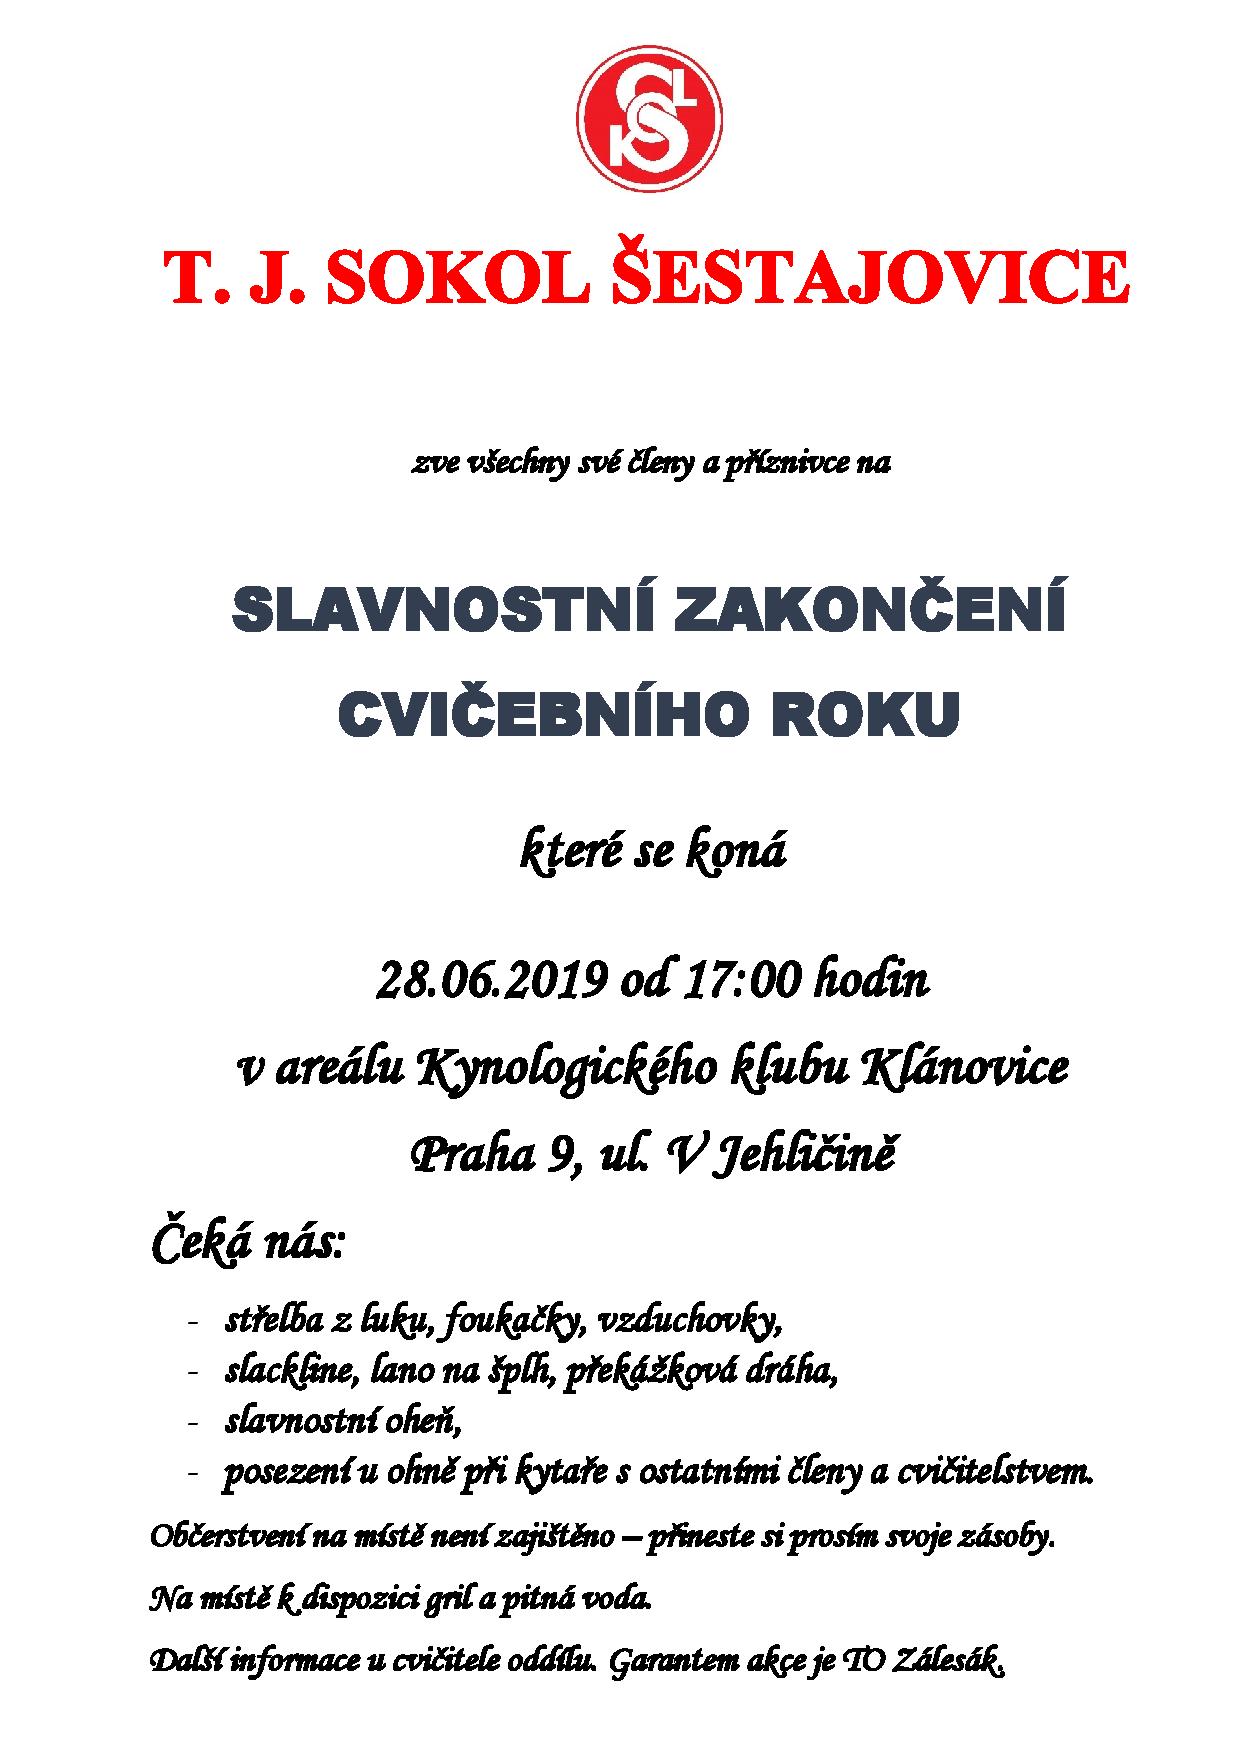 SOKOL
T. J. SOKOL ŠESTAJOVICE
zve všechny své členy a příznivce na
SLAVNOSTNÍ ZAKONČENÍ
CVIČEBNÍHO ROKU
které se koná
28.06.2019 od 17:00 hodin
v areálu Kynologického klubu Klánovice
Praha 9, ul. V Jehličině
Čeká nás:
- střelba z luku, foukačky, vzduchovky,
- slackline, lano na šplh, překážková dráha,
- slavnostní oheň,
- posezení u ohně při kytaře s ostatními členy a cvičitelstvem.
Občerstvení na místě není zajištěno – přineste si prosím svoje zásoby.
Na místě k dispozici gril a pitná voda.
Další informace u cvičitele oddílu. Garantem akce je TO Zálesák.